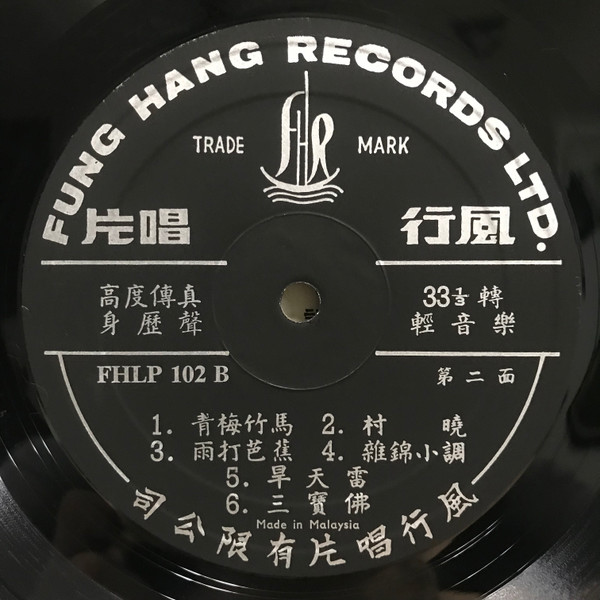 FUNG HANG RECORDS LTD.
TRADE MARK
FHR
片唱 行風
高度傳真 33⅓ 轉
身歷聲 輕音樂
FHLP 102 B 第二面
1. 青梅竹馬 2. 村曉
3. 雨打芭蕉 4. 雜錦小調
5. 旱天雷
6. 三寶佛
Made in Malaysia
司公限有片唱行風